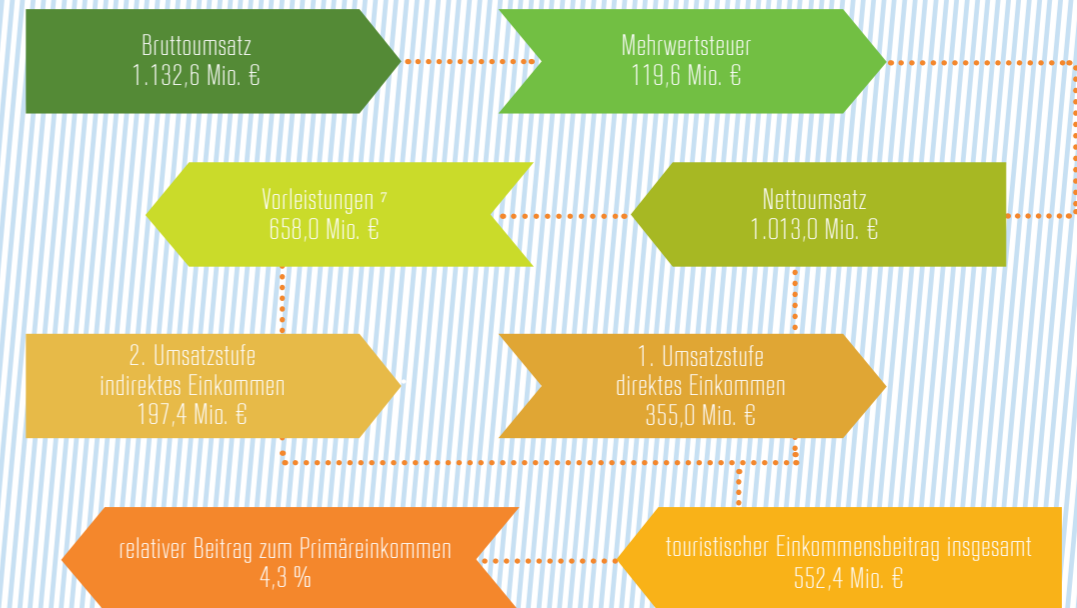 Bruttoumsatz
1.132,6 Mio. €
Mehrwertsteuer
119,6 Mio. €
Vorleistungen ⁷
658,0 Mio. €
Nettoumsatz
1.013,0 Mio. €
2. Umsatzstufe
indirektes Einkommen
197,4 Mio. €
1. Umsatzstufe
direktes Einkommen
355,0 Mio. €
relativer Beitrag zum Primäreinkommen
4,3 %
touristischer Einkommensbeitrag insgesamt
552,4 Mio. €